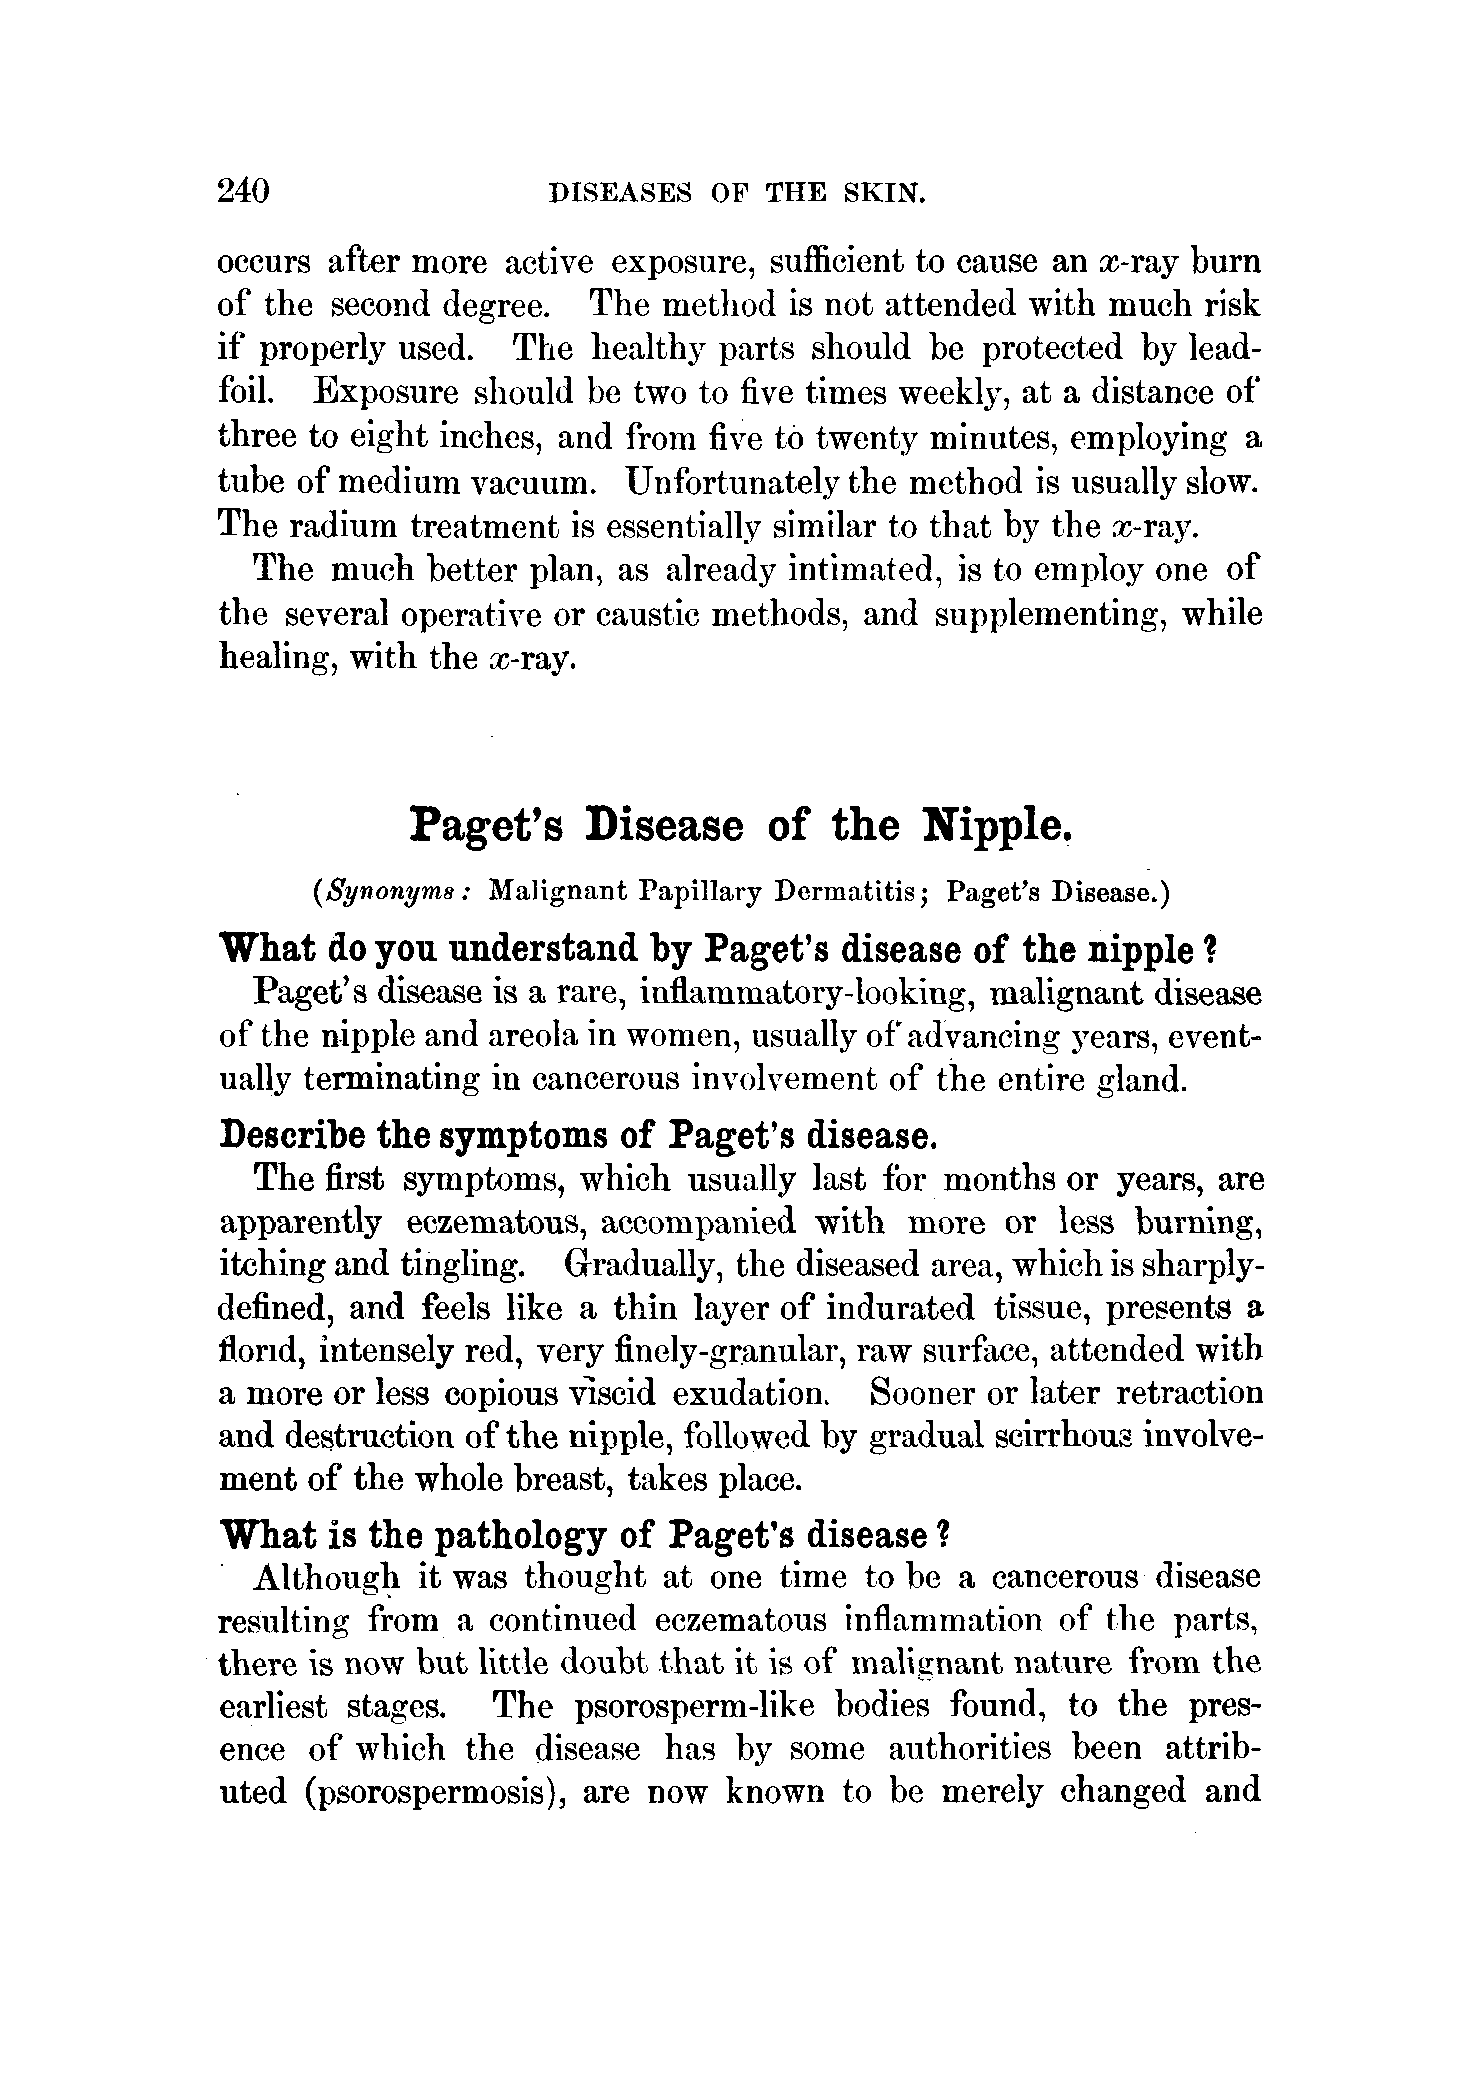 240 DISEASES OF THE SKIN.
occurs after more active exposure, sufficient to cause an x-ray burn
of the second degree. The method is not attended with much risk
if properly used. The healthy parts should be protected by lead-
foil. Exposure should be two to five times weekly, at a distance of
three to eight inches, and from five to twenty minutes, employing a
tube of medium vacuum. Unfortunately the method is usually slow.
The radium treatment is essentially similar to that by the x-ray.
The much better plan, as already intimated, is to employ one of
the several operative or caustic methods, and supplementing, while
healing, with the x-ray.
Paget's Disease of the Nipple.
(Synonyms: Malignant Papillary Dermatitis; Paget's Disease.)
What do you understand by Paget's disease of the nipple?
Paget's disease is a rare, inflammatory-looking, malignant disease
of the nipple and areola in women, usually of advancing years, event-
ually terminating in cancerous involvement of the entire gland.
Describe the symptoms of Paget's disease.
The first symptoms, which usually last for months or years, are
apparently eczematous, accompanied with more or less burning,
itching and tingling. Gradually, the diseased area, which is sharply-
defined, and feels like a thin layer of indurated tissue, presents a
florid, intensely red, very finely-granular, raw surface, attended with
a more or less copious viscid exudation. Sooner or later retraction
and destruction of the nipple, followed by gradual scirrhous involve-
ment of the whole breast, takes place.
What is the pathology of Paget's disease?
Although it was thought at one time to be a cancerous disease
resulting from a continued eczematous inflammation of the parts,
there is now but little doubt that it is of malignant nature from the
earliest stages. The psorosperm-like bodies found, to the pres-
ence of which the disease has by some authorities been attrib-
uted (psorospermosis), are now known to be merely changed and